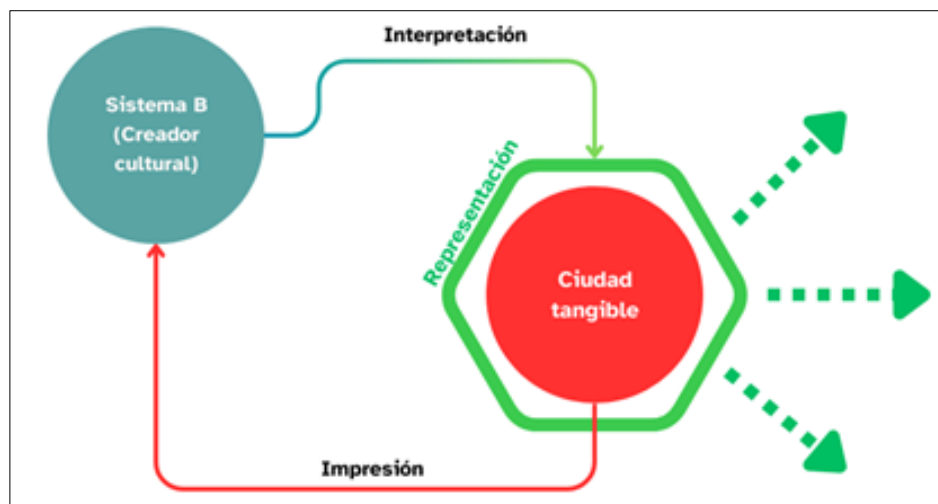 Interpretación
Sistema B
(Creador
cultural)
Representación
Ciudad
tangible
Impresión